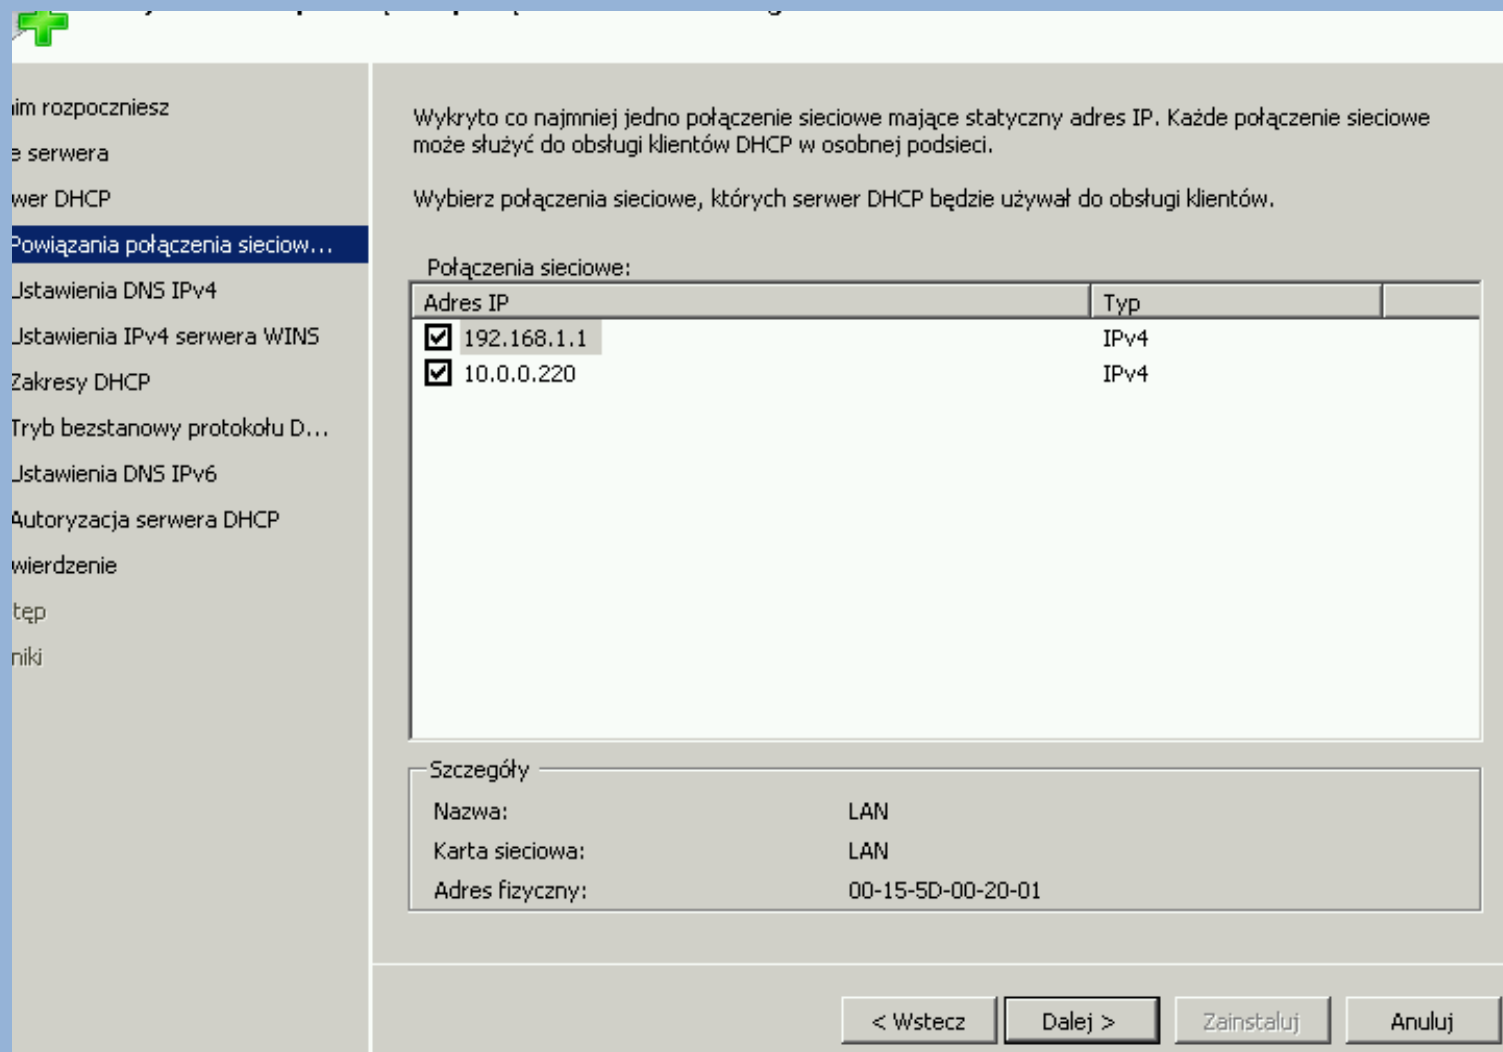 nim rozpoczniesz
e serwera
wer DHCP
Powiązania połączenia sieciow...
Ustawienia DNS IPv4
Ustawienia IPv4 serwera WINS
Zakresy DHCP
Tryb bezstanowy protokołu D...
Ustawienia DNS IPv6
Autoryzacja serwera DHCP
wierdzenie
tęp
niki
Wykryto co najmniej jedno połączenie sieciowe mające statyczny adres IP. Każde połączenie sieciowe
może służyć do obsługi klientów DHCP w osobnej podsieci.
Wybierz połączenia sieciowe, których serwer DHCP będzie używał do obsługi klientów.
Połączenia sieciowe:
Adres IP Typ
192.168.1.1 IPv4
10.0.0.220 IPv4
Szczegóły
Nazwa: LAN
Karta sieciowa: LAN
Adres fizyczny: 00-15-5D-00-20-01
< Wstecz Dalej > Zainstaluj Anuluj